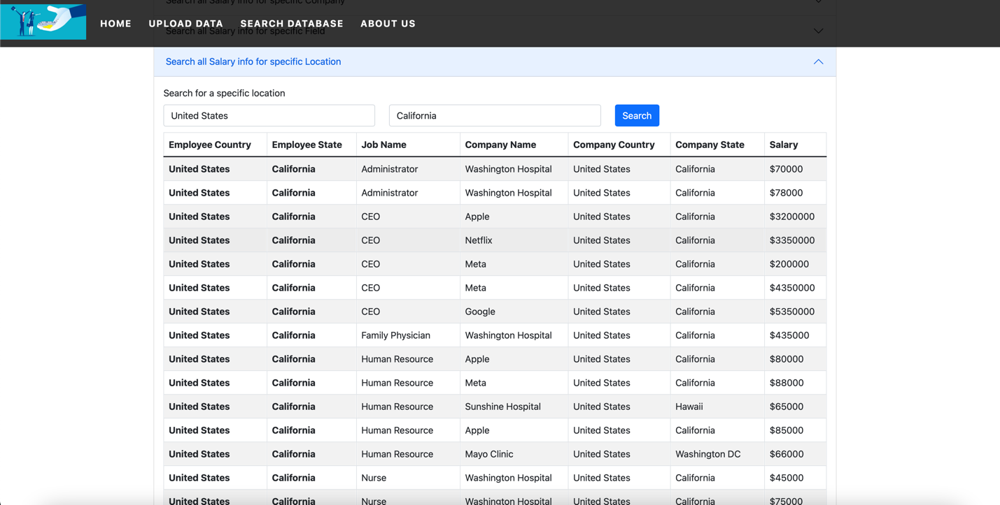 Search all Salary info for specific Company
HOME UPLOAD DATA SEARCH DATABASE ABOUT US
Search all Salary info for specific Field
Search all Salary info for specific Location
Search for a specific location
United States California Search
Employee Country Employee State Job Name Company Name Company Country Company State Salary
United States California Administrator Washington Hospital United States California $70000
United States California Administrator Washington Hospital United States California $78000
United States California CEO Apple United States California $3200000
United States California CEO Netflix United States California $3350000
United States California CEO Meta United States California $200000
United States California CEO Meta United States California $4350000
United States California CEO Google United States California $5350000
United States California Family Physician Washington Hospital United States California $435000
United States California Human Resource Apple United States California $80000
United States California Human Resource Meta United States California $88000
United States California Human Resource Sunshine Hospital United States Hawaii $65000
United States California Human Resource Apple United States California $85000
United States California Human Resource Mayo Clinic United States Washington DC $66000
United States California Nurse Washington Hospital United States California $45000
United States California Nurse Washington Hospital United States California $75000